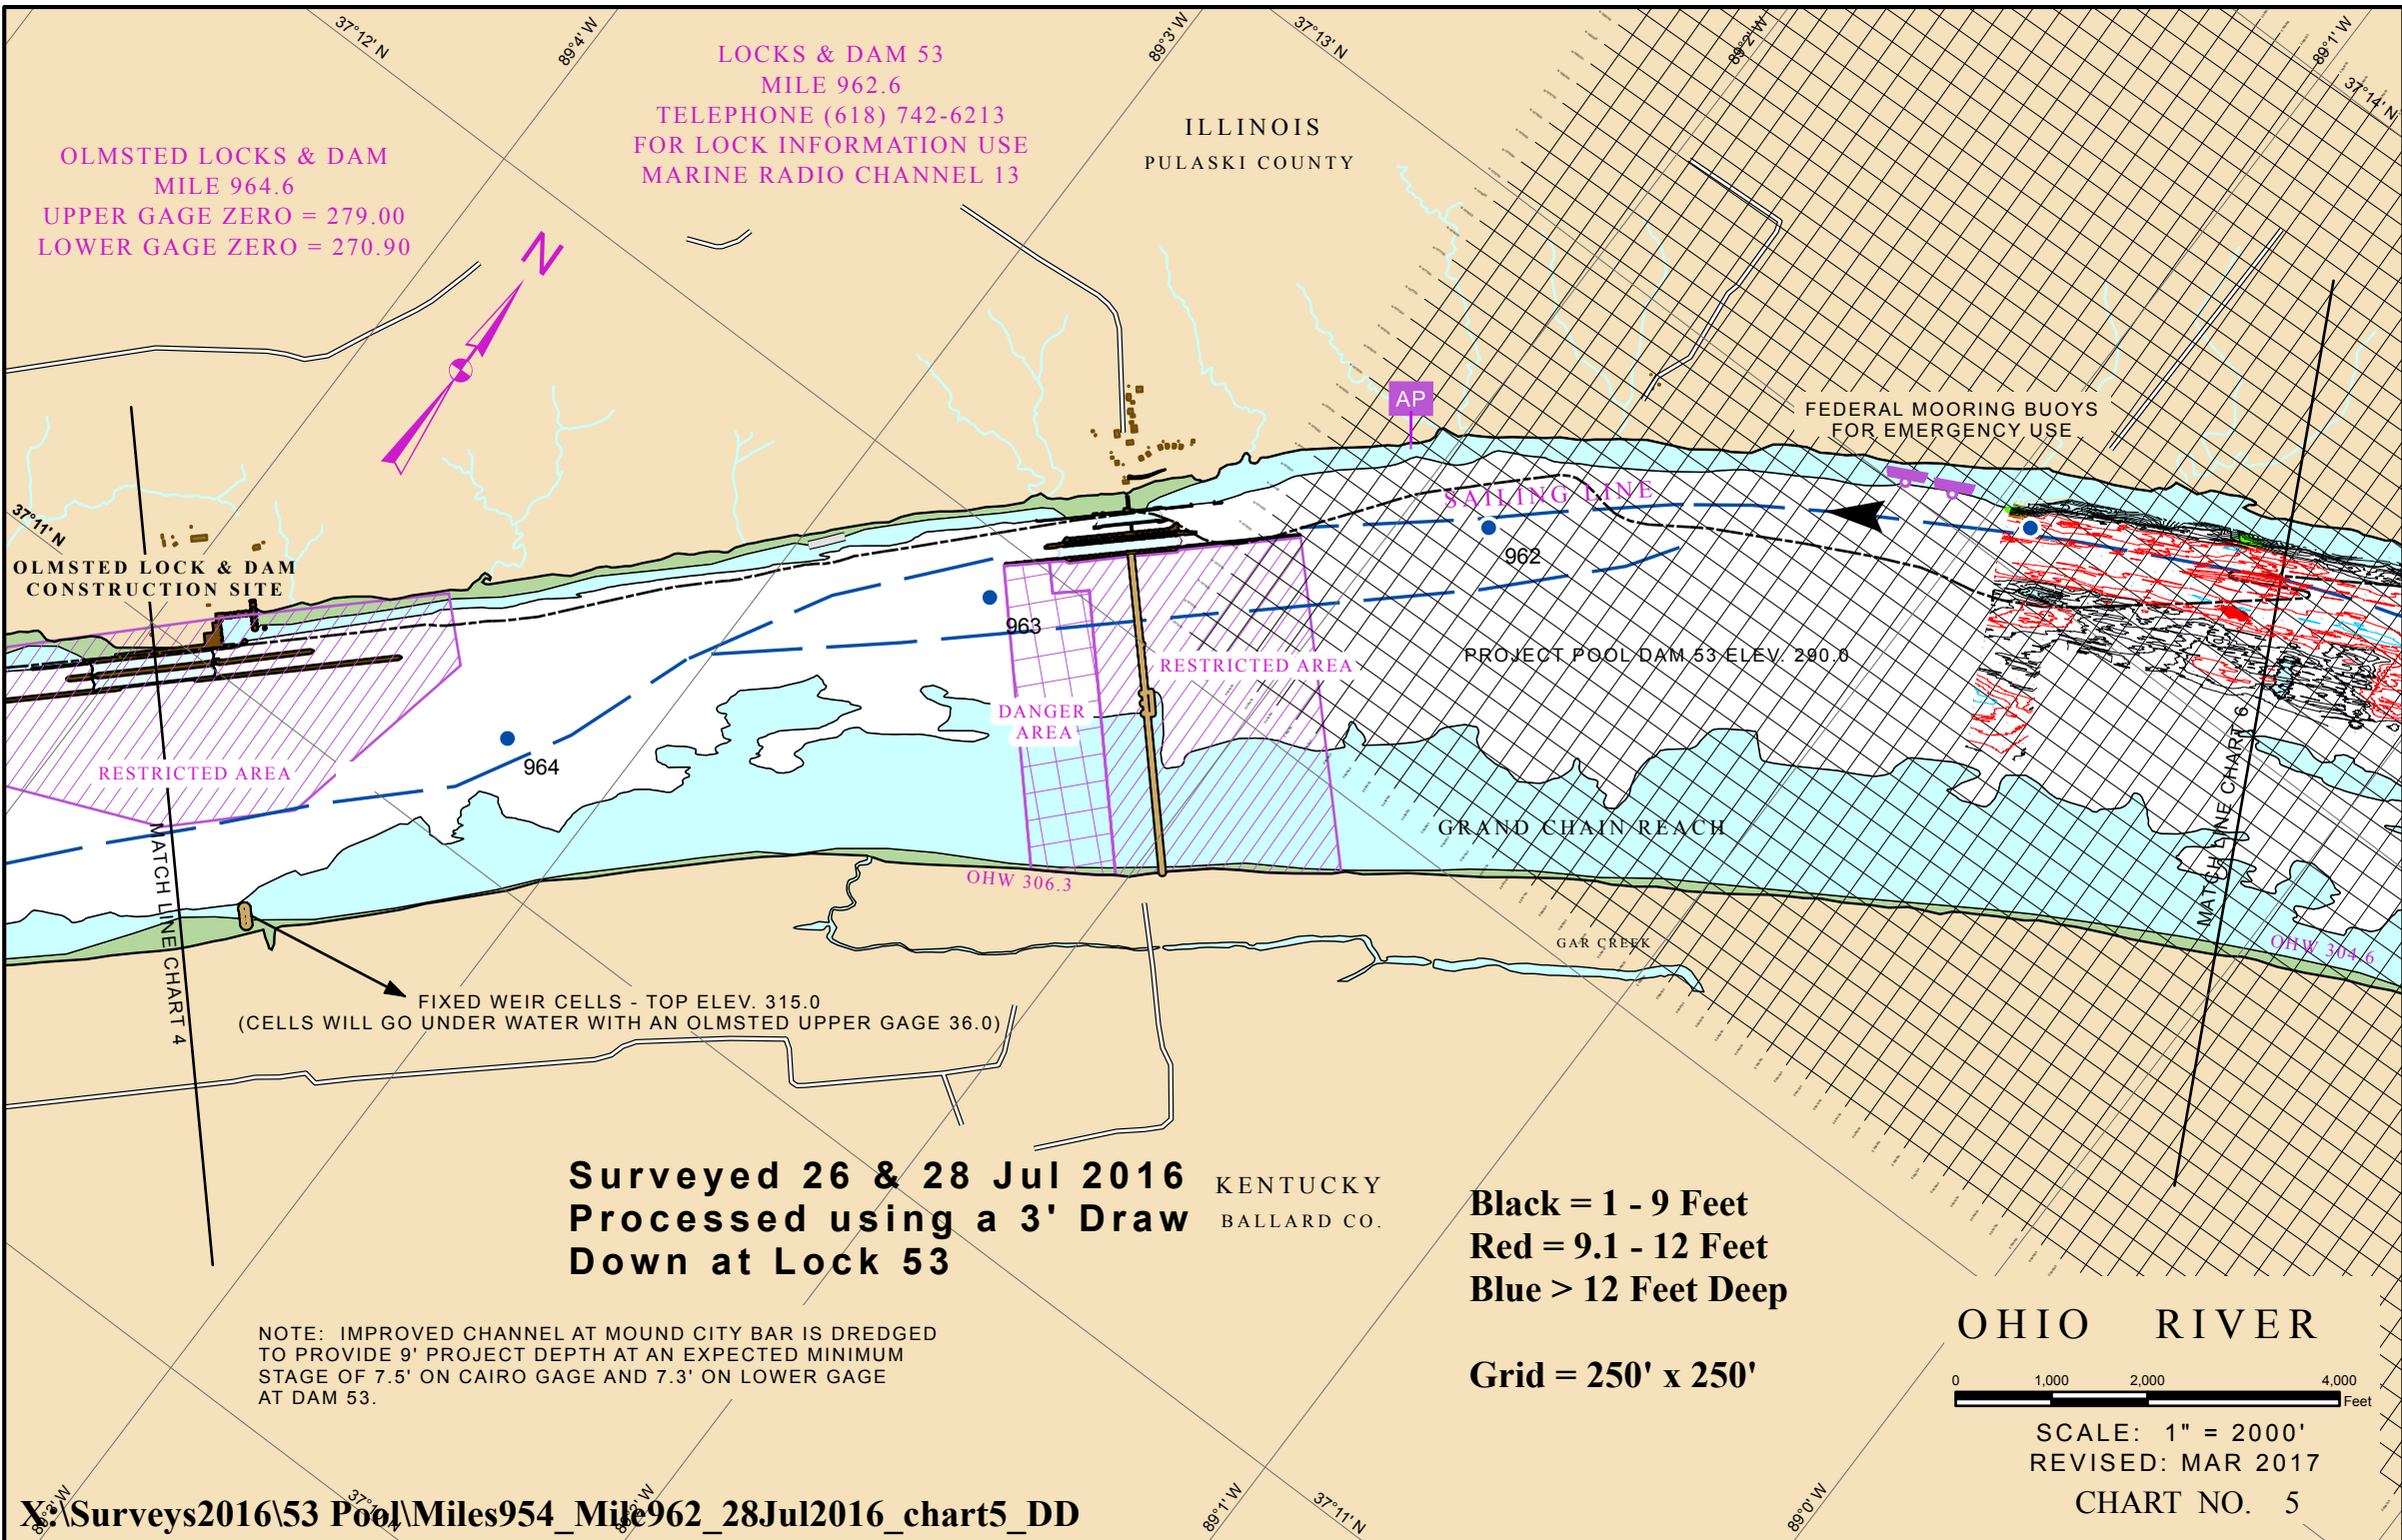 37°12' N
89°4' W
89°3' W
37°13' N
89°2' W
89°1' W
37°14' N
LOCKS & DAM 53
MILE 962.6
TELEPHONE (618) 742-6213
FOR LOCK INFORMATION USE
MARINE RADIO CHANNEL 13
ILLINOIS
PULASKI COUNTY
OLMSTED LOCKS & DAM
MILE 964.6
UPPER GAGE ZERO = 279.00
LOWER GAGE ZERO = 270.90
N
AP
FEDERAL MOORING BUOYS
FOR EMERGENCY USE
SAILING LINE
37°11' N
OLMSTED LOCK & DAM
CONSTRUCTION SITE
962
963
RESTRICTED AREA
PROJECT POOL DAM 53 ELEV. 290.0
DANGER
AREA
964
RESTRICTED AREA
MATCH LINE CHART 4
MATCH LINE CHART 6
GRAND CHAIN REACH
OHW 306.3
GAR CREEK
OHW 304.6
FIXED WEIR CELLS - TOP ELEV. 315.0
(CELLS WILL GO UNDER WATER WITH AN OLMSTED UPPER GAGE 36.0)
Surveyed 26 & 28 Jul 2016
Processed using a 3' Draw
Down at Lock 53
KENTUCKY
BALLARD CO.
Black = 1 - 9 Feet
Red = 9.1 - 12 Feet
Blue > 12 Feet Deep
Grid = 250' x 250'
NOTE: IMPROVED CHANNEL AT MOUND CITY BAR IS DREDGED
TO PROVIDE 9' PROJECT DEPTH AT AN EXPECTED MINIMUM
STAGE OF 7.5' ON CAIRO GAGE AND 7.3' ON LOWER GAGE
AT DAM 53.
OHIO RIVER
0 1,000 2,000 4,000
Feet
SCALE: 1" = 2000'
REVISED: MAR 2017
CHART NO. 5
89°3' W
37°10' N
89°2' W
89°1' W
37°11' N
89°0' W
X:\Surveys2016\53 Pool\Miles954_Mile962_28Jul2016_chart5_DD